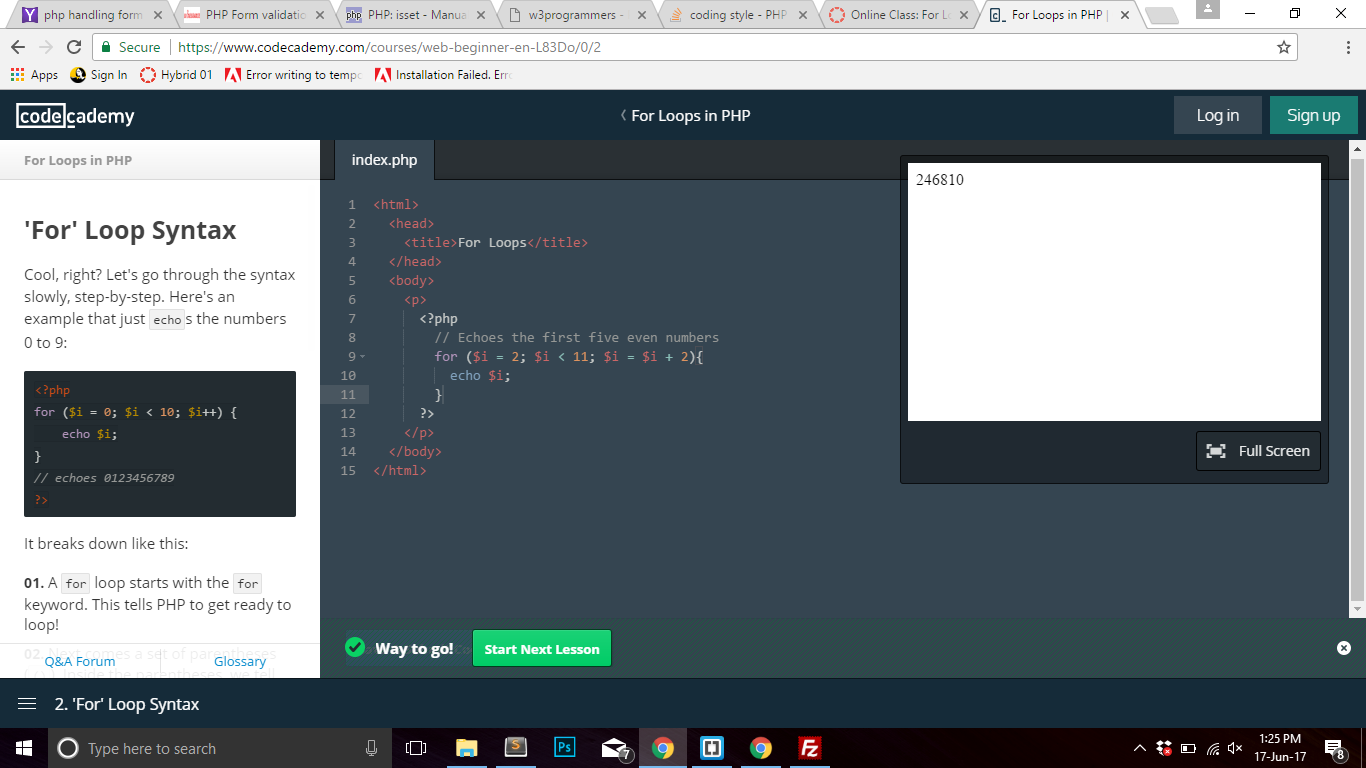 php handling form
PHP Form validatic
php PHP: isset - Manua
w3programmers -
coding style - PHP
Online Class: For L
For Loops in PHP |
Secure
https://www.codecademy.com/courses/web-beginner-en-L83Do/0/2
Apps
Sign In
Hybrid 01
Error writing to tempo
Installation Failed. Erro
codecademy
For Loops in PHP
Log in
Sign up
For Loops in PHP
'For' Loop Syntax
Cool, right? Let's go through the syntax
slowly, step-by-step. Here's an
example that just echos the numbers
0 to 9:
<?php
for ($i = 0; $i < 10; $i++) {
echo $i;
}
// echoes 0123456789
?>
It breaks down like this:
01. A for loop starts with the for
keyword. This tells PHP to get ready to
loop!
02. Next comes a set of parentheses
Q&A Forum
Glossary
index.php
1 <html>
2 <head>
3 <title>For Loops</title>
4 </head>
5 <body>
6 <p>
7 <?php
8 // Echoes the first five even numbers
9 for ($i = 2; $i < 11; $i = $i + 2){
10 echo $i;
11 }
12 ?>
13 </p>
14 </body>
15 </html>
246810
Full Screen
Way to go!
Start Next Lesson
2. 'For' Loop Syntax
Type here to search
S
Ps
7
Fz
1:25 PM
17-Jun-17
8